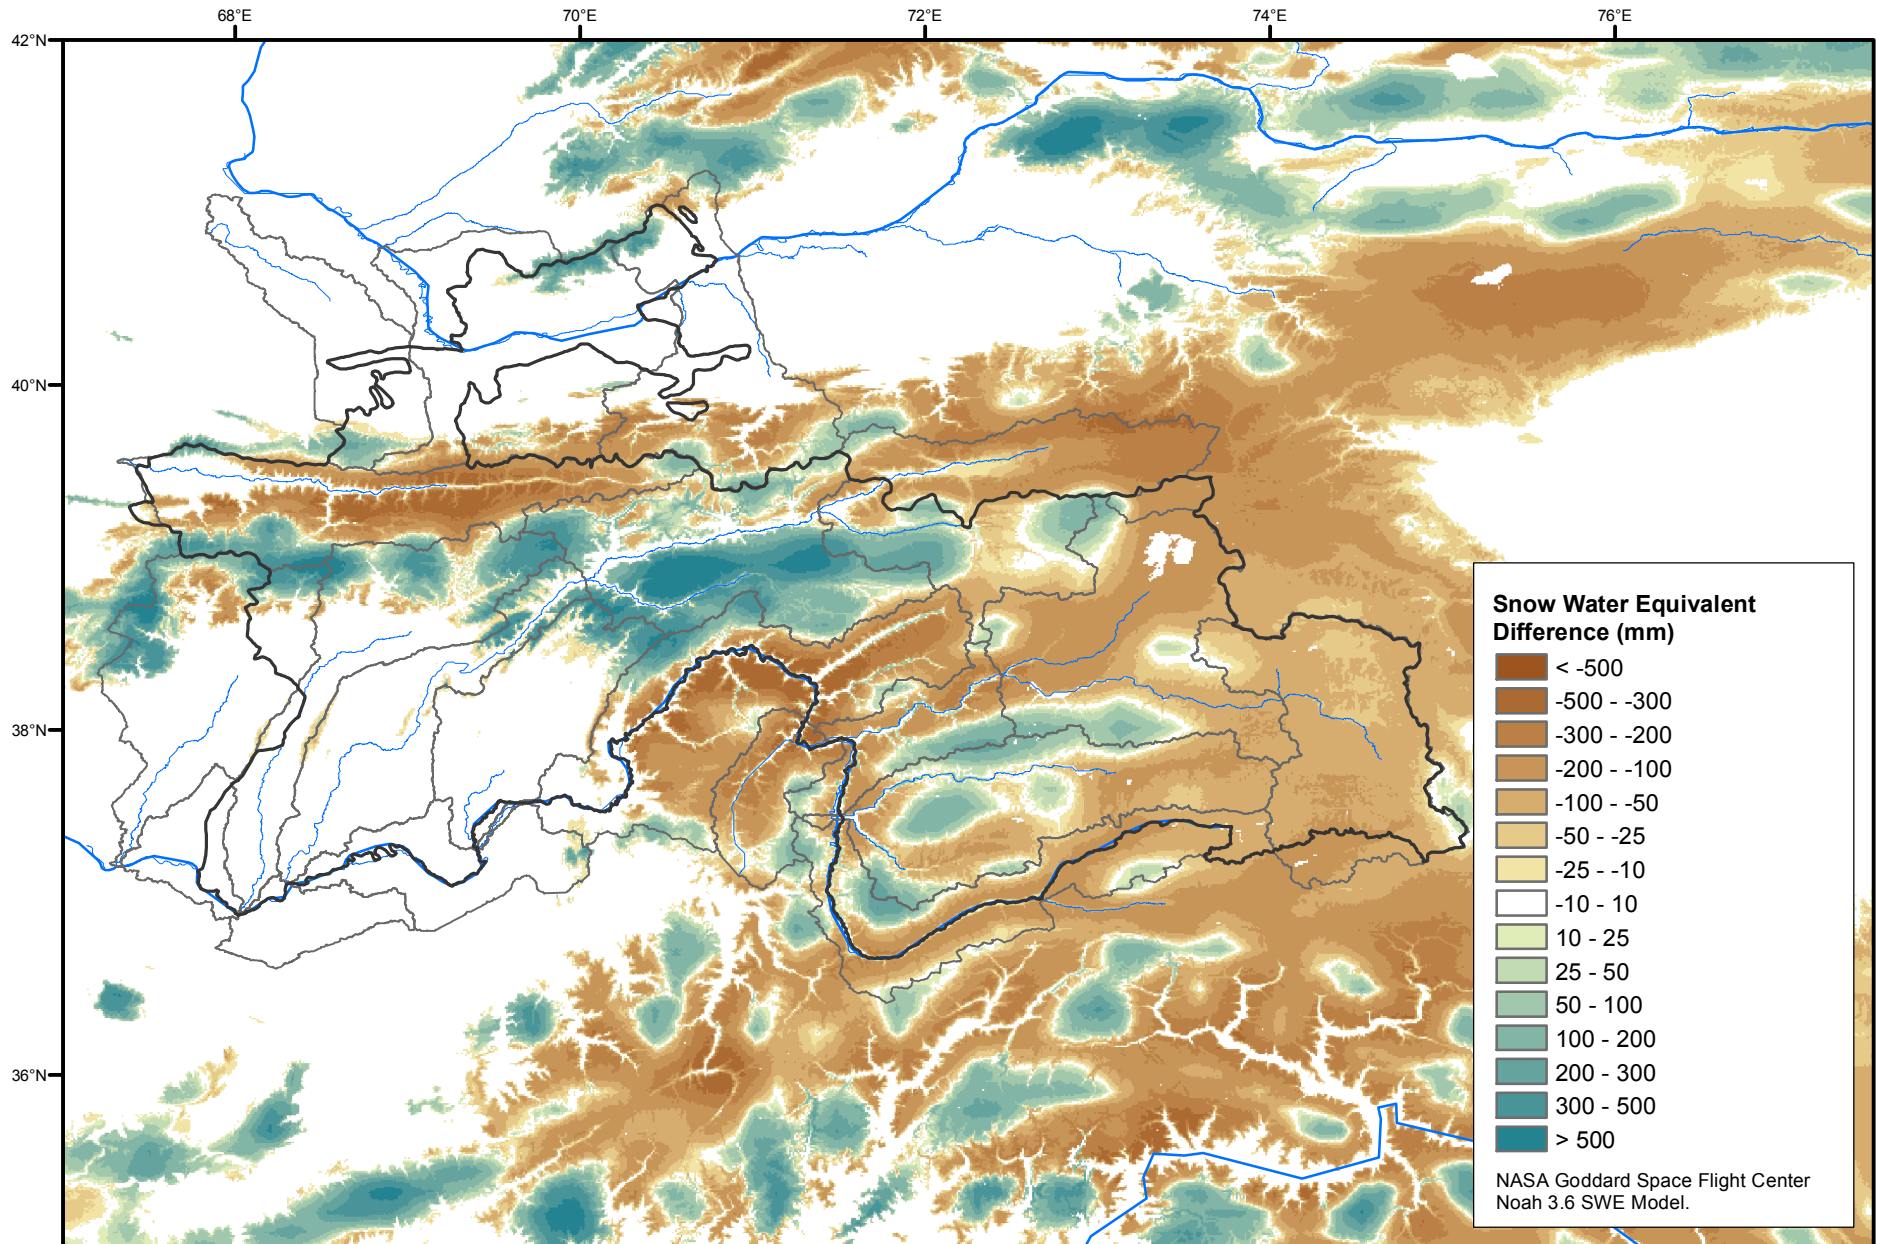 68°E
70°E
72°E
74°E
76°E
42°N
40°N
38°N
36°N
Snow Water Equivalent
Difference (mm)
< -500
-500 - -300
-300 - -200
-200 - -100
-100 - -50
-50 - -25
-25 - -10
-10 - 10
10 - 25
25 - 50
50 - 100
100 - 200
200 - 300
300 - 500
> 500
NASA Goddard Space Flight Center
Noah 3.6 SWE Model.